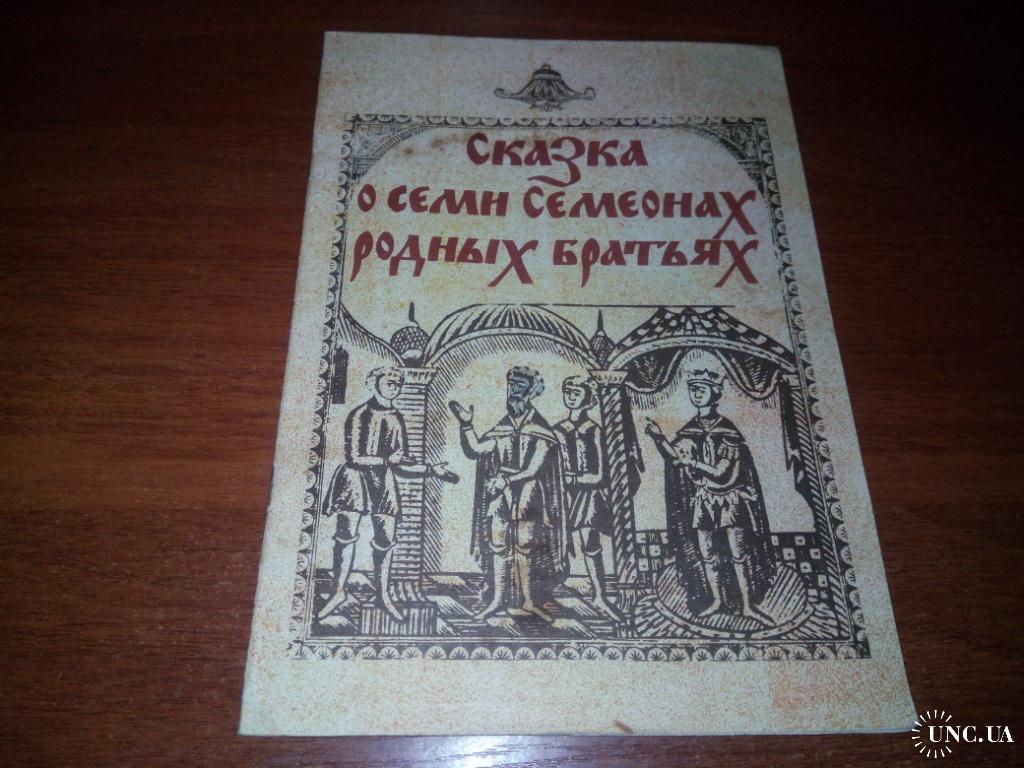 Сказка
о семи Семеонах
родных братьях
UNC.UA